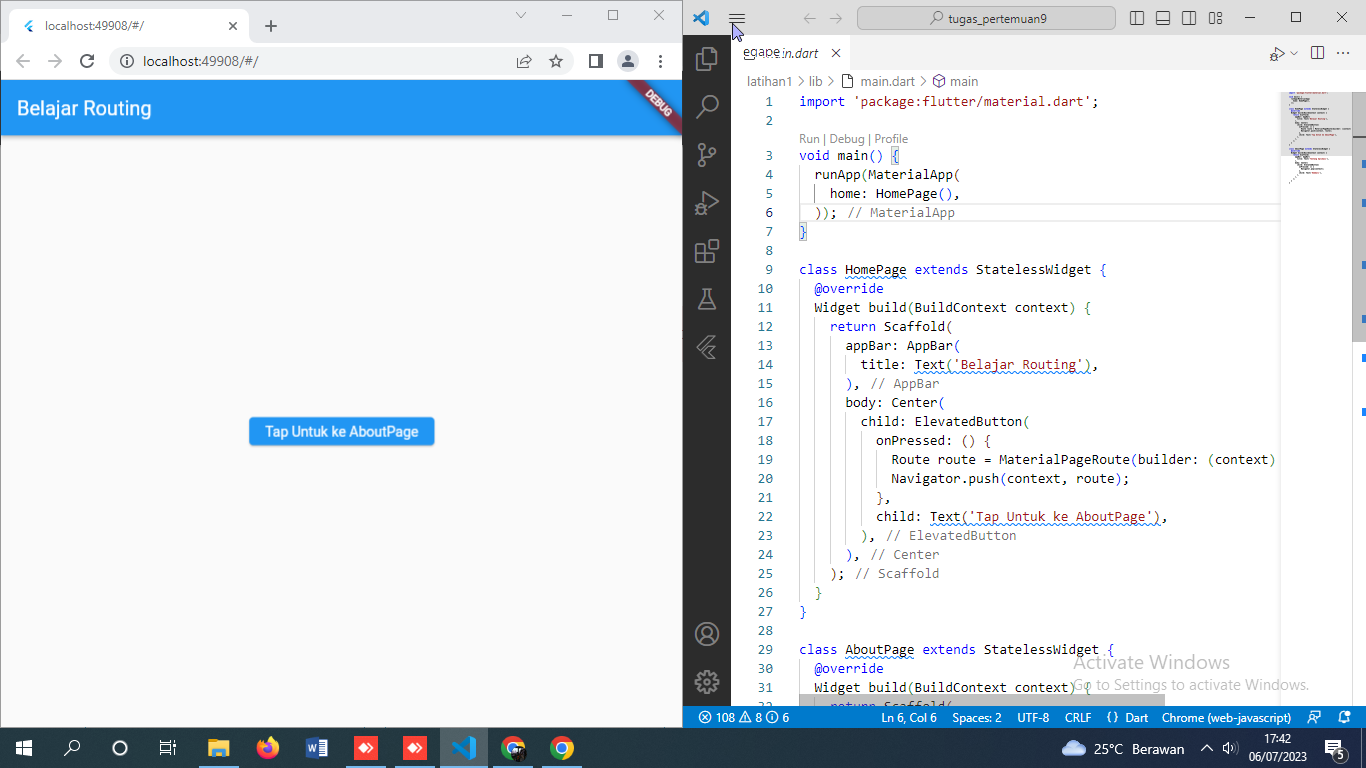 localhost:49908/#/
localhost:49908/#/
Belajar Routing
DEBUG
Tap Untuk ke AboutPage
tugas_pertemuan9
in.dart
latihan1 > lib > main.dart > main
1 import 'package:flutter/material.dart';
2
Run | Debug | Profile
3 void main() {
4 runApp(MaterialApp(
5 home: HomePage(),
6 )); // MaterialApp
7 }
8
9 class HomePage extends StatelessWidget {
10 @override
11 Widget build(BuildContext context) {
12 return Scaffold(
13 appBar: AppBar(
14 title: Text('Belajar Routing'),
15 ), // AppBar
16 body: Center(
17 child: ElevatedButton(
18 onPressed: () {
19 Route route = MaterialPageRoute(builder: (context)
20 Navigator.push(context, route);
21 },
22 child: Text('Tap Untuk ke AboutPage'),
23 ), // ElevatedButton
24 ), // Center
25 ); // Scaffold
26 }
27 }
28
29 class AboutPage extends StatelessWidget {
30 @override
31 Widget build(BuildContext context) {
return Scaffold(
Activate Windows
Go to Settings to activate Windows.
108 8 6 Ln 6, Col 6 Spaces: 2 UTF-8 CRLF {} Dart Chrome (web-javascript)
25°C Berawan
17:42
06/07/2023
5